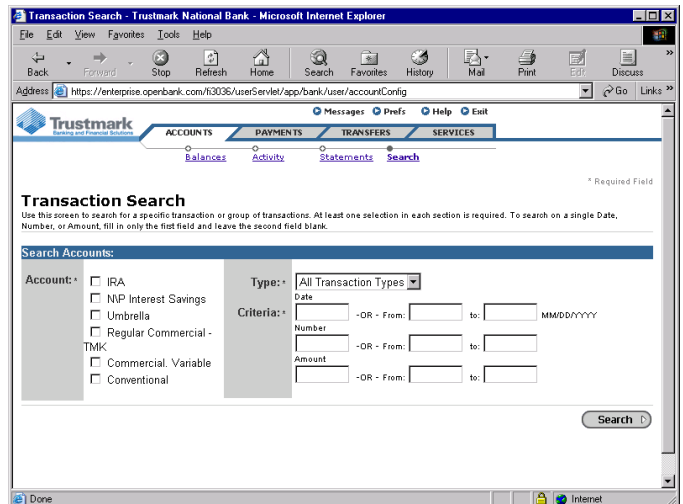 Transaction Search - Trustmark National Bank - Microsoft Internet Explorer
File Edit View Favorites Tools Help
Back Forward Stop Refresh Home Search Favorites History Mail Print Edit Discuss
Address https://enterprise.openbank.com/fi3036/userServlet/app/bank/user/accountConfig Go Links
Messages Prefs Help Exit
Trustmark
Banking and Financial Solutions
ACCOUNTS PAYMENTS TRANSFERS SERVICES
Balances Activity Statements Search
* Required Field
Transaction Search
Use this screen to search for a specific transaction or group of transactions. At least one selection in each section is required. To search on a single Date,
Number, or Amount, fill in only the first field and leave the second field blank.
Search Accounts:
Account: * IRA Type: * All Transaction Types
N\P Interest Savings Date
Umbrella Criteria: * -OR - From: to: MM/DD/YYYY
Regular Commercial - Number
TMK -OR - From: to:
Commercial. Variable Amount
Conventional -OR - From: to:
Search
Done Internet